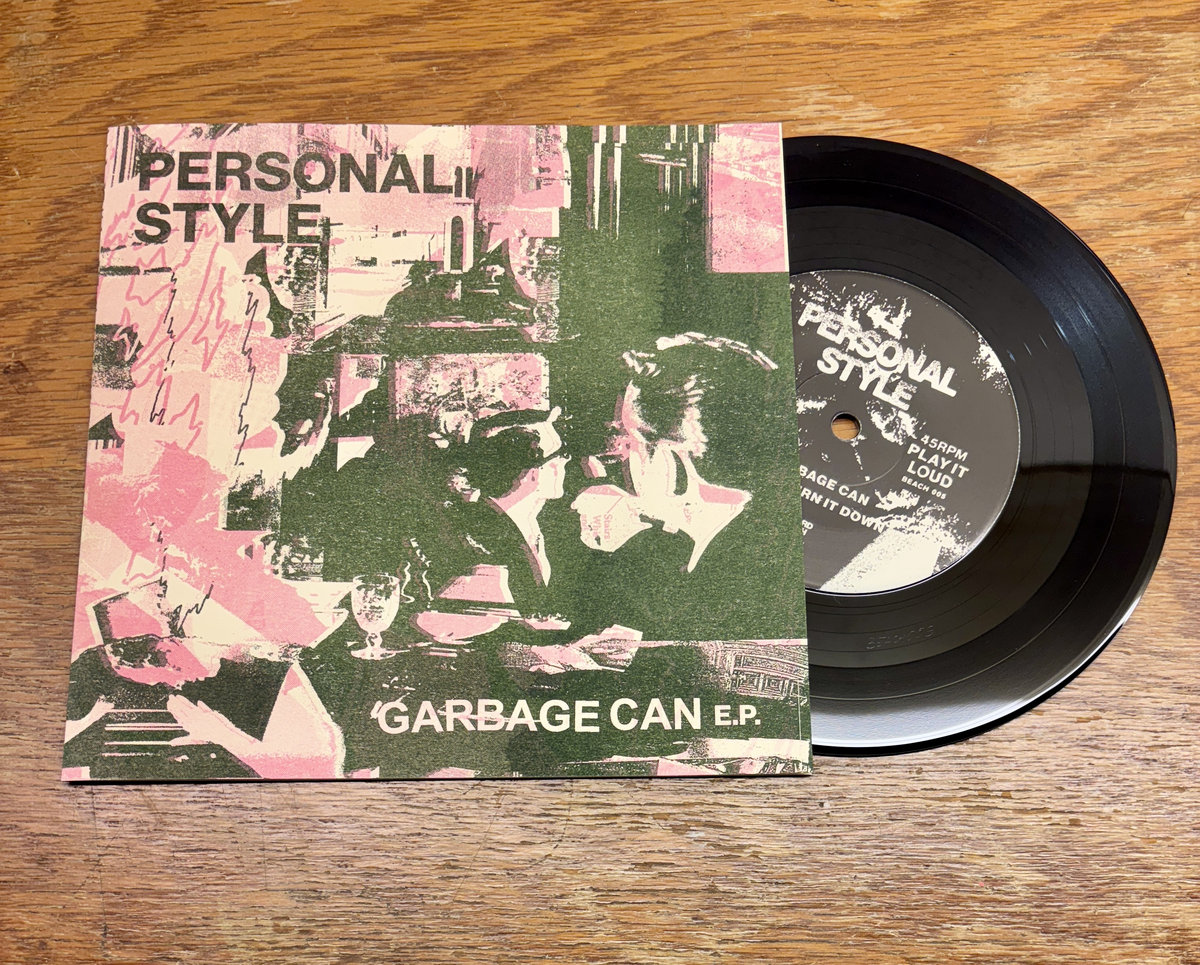 PERSONAL
STYLE
GARBAGE CAN E.P.
PERSONAL
STYLE
45RPM
PLAY IT
LOUD
BEACH 005
BAGE CAN
RN IT DOWN